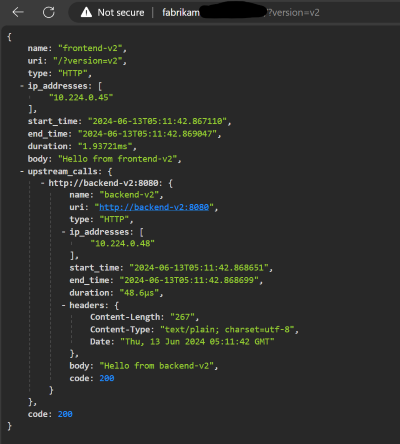 Not secure | fabrikam /?version=v2
{
name: "frontend-v2",
uri: "/?version=v2",
type: "HTTP",
- ip_addresses: [
"10.224.0.45"
],
start_time: "2024-06-13T05:11:42.867110",
end_time: "2024-06-13T05:11:42.869047",
duration: "1.93721ms",
body: "Hello from frontend-v2",
- upstream_calls: {
- http://backend-v2:8080: {
name: "backend-v2",
uri: "http://backend-v2:8080",
type: "HTTP",
- ip_addresses: [
"10.224.0.48"
],
start_time: "2024-06-13T05:11:42.868651",
end_time: "2024-06-13T05:11:42.868699",
duration: "48.6µs",
- headers: {
Content-Length: "267",
Content-Type: "text/plain; charset=utf-8",
Date: "Thu, 13 Jun 2024 05:11:42 GMT"
},
body: "Hello from backend-v2",
code: 200
}
},
code: 200
}